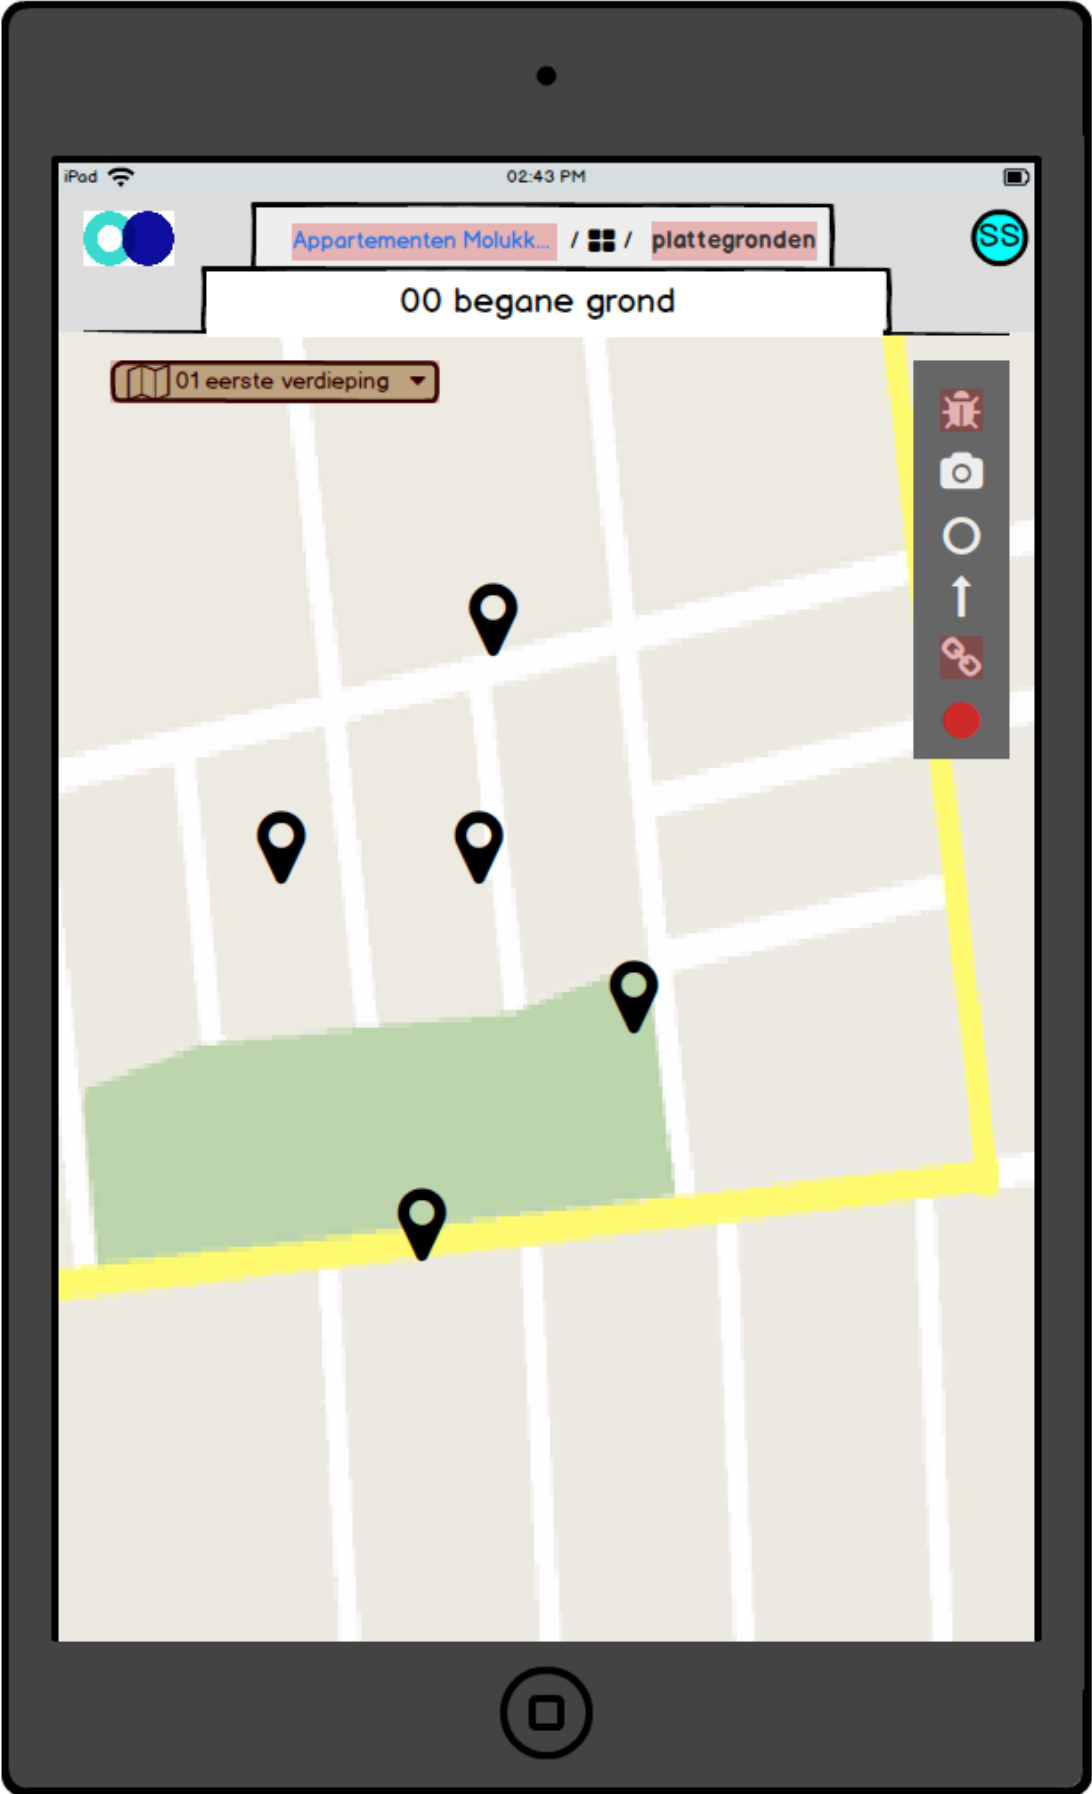 iPad 02:43 PM
Appartementen Molukk... / / plattegronden
SS
00 begane grond
01 eerste verdieping